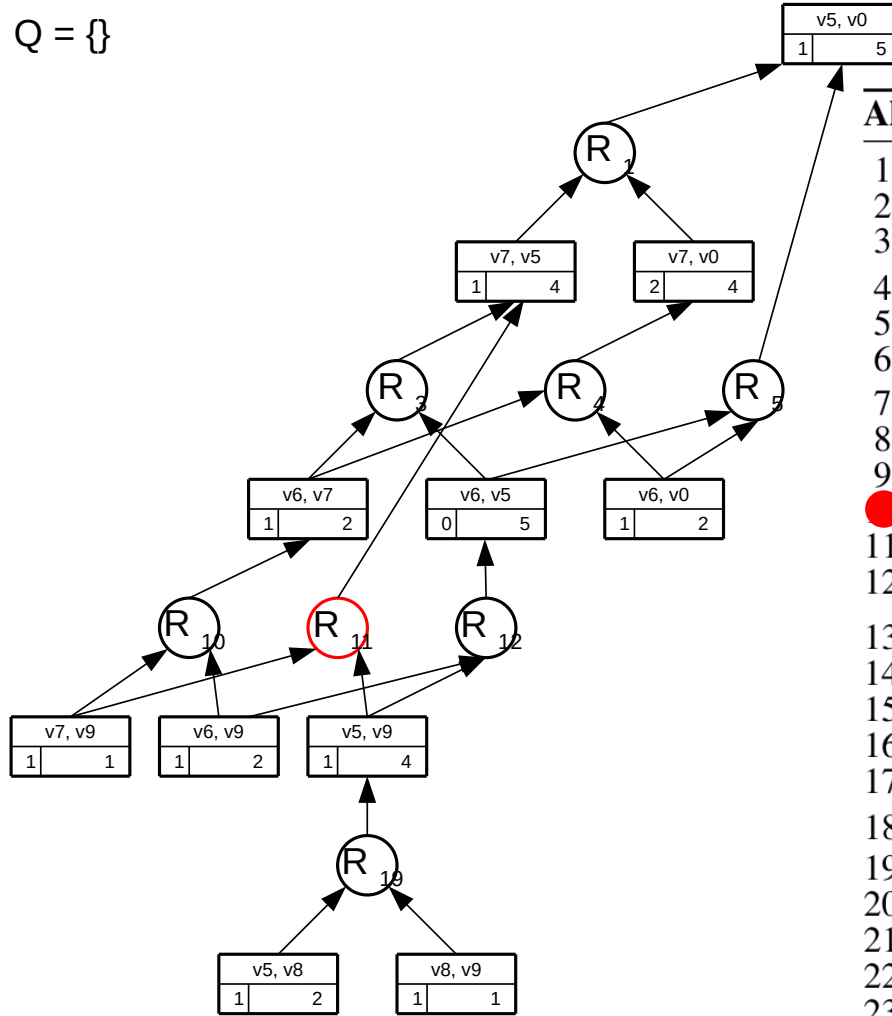 Q = {}
v5, v0
1 5
Al
R 1
1
2
3
v7, v5
1 4
v7, v0
2 4
4
5
6
R 3
R 4
R 5
7
8
9
v6, v7
1 2
v6, v5
0 5
v6, v0
1 2
11
12
R 10
R 11
R 12
13
14
15
16
17
v7, v9
1 1
v6, v9
1 2
v5, v9
1 4
18
19
R 19
20
21
22
23
v5, v8
1 2
v8, v9
1 1